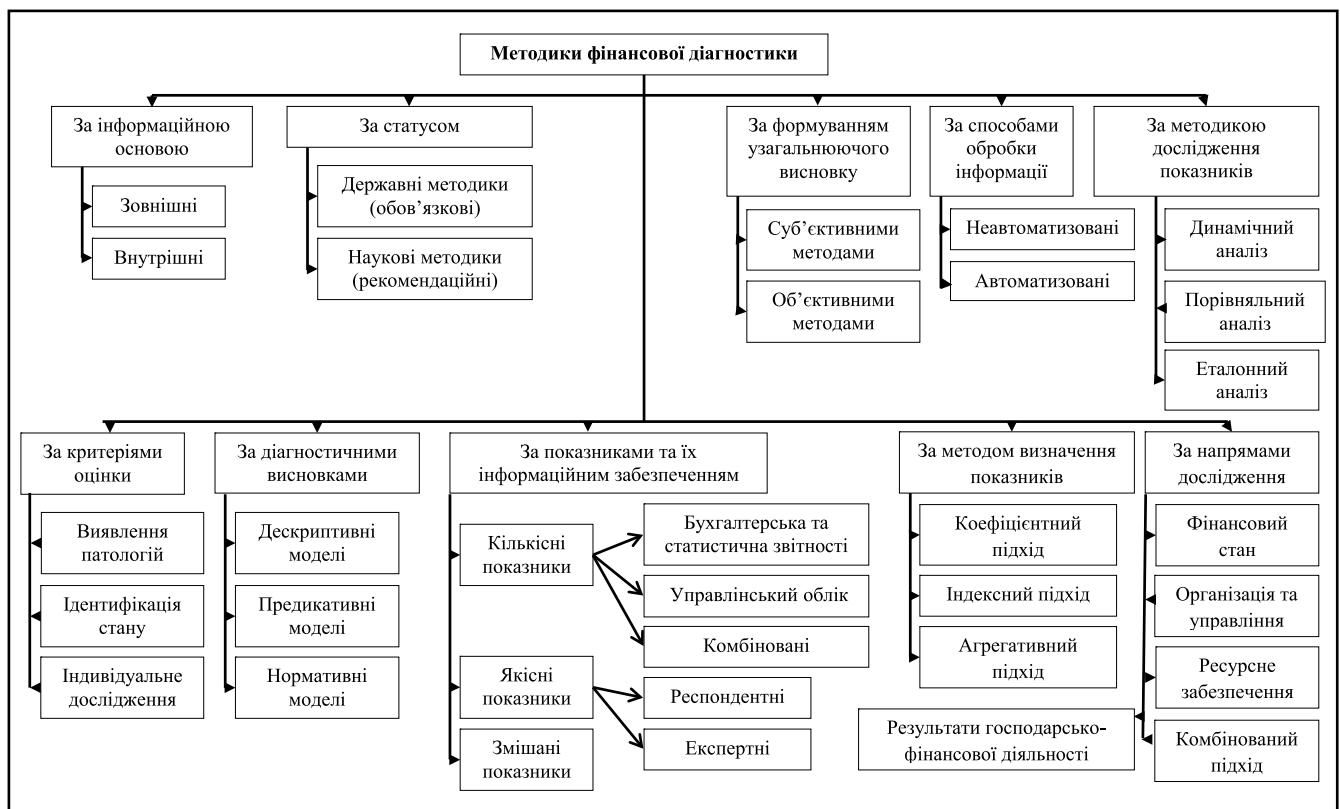 Методики фінансової діагностики
За інформаційною
основою
Зовнішні
Внутрішні
За статусом
Державні методики
(обов’язкові)
Наукові методики
(рекомендаційні)
За формуванням
узагальнюючого
висновку
Суб’єктивними
методами
Об’єктивними
методами
За способами
обробки
інформації
Неавтоматизовані
Автоматизовані
За методикою
дослідження
показників
Динамічний
аналіз
Порівняльний
аналіз
Еталонний
аналіз
За критеріями
оцінки
Виявлення
патологій
Ідентифікація
стану
Індивідуальне
дослідження
За діагностичними
висновками
Дескриптивні
моделі
Предикативні
моделі
Нормативні
моделі
За показниками та їх
інформаційним забезпеченням
Кількісні
показники
Бухгалтерська та
статистична звітності
Управлінський облік
Комбіновані
Якісні
показники
Респондентні
Експертні
Змішані
показники
За методом визначення
показників
Коефіцієнтний
підхід
Індексний підхід
Агрегативний
підхід
За напрямами
дослідження
Фінансовий
стан
Організація та
управління
Ресурсне
забезпечення
Результати господарсько-
фінансової діяльності
Комбінований
підхід